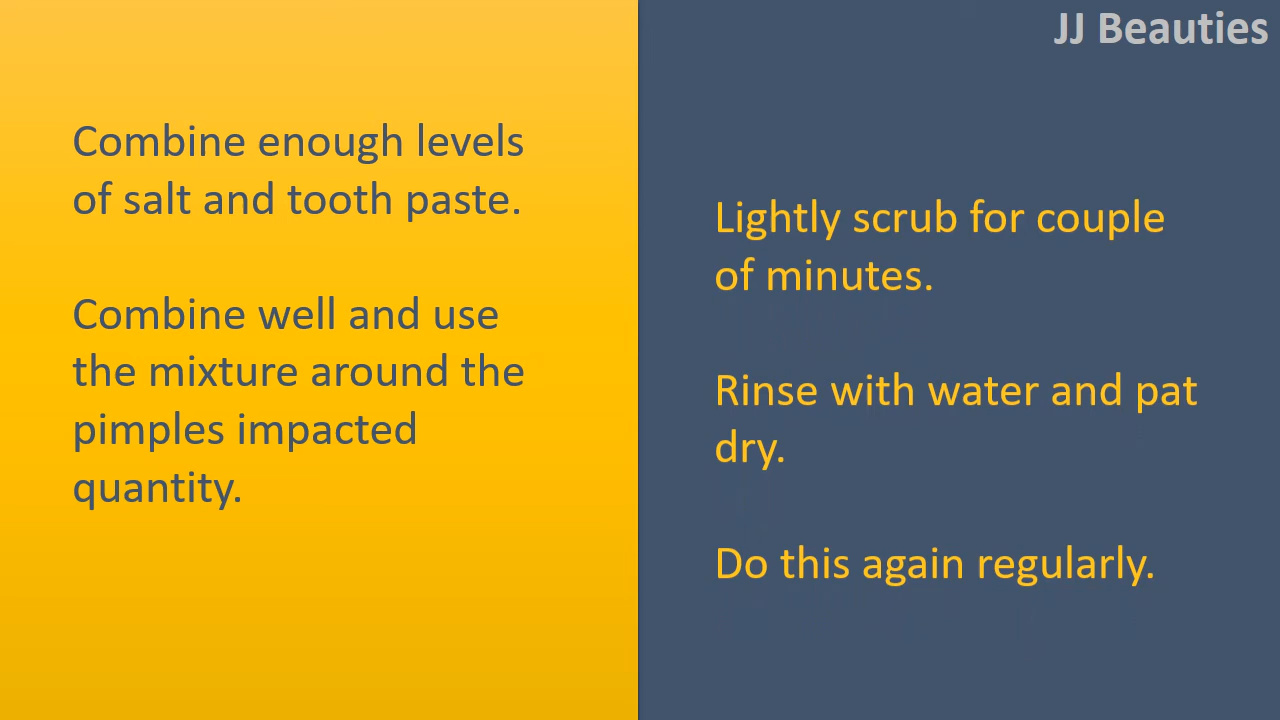 JJ Beauties
Combine enough levels
of salt and tooth paste.
Combine well and use
the mixture around the
pimples impacted
quantity.
Lightly scrub for couple
of minutes.
Rinse with water and pat
dry.
Do this again regularly.